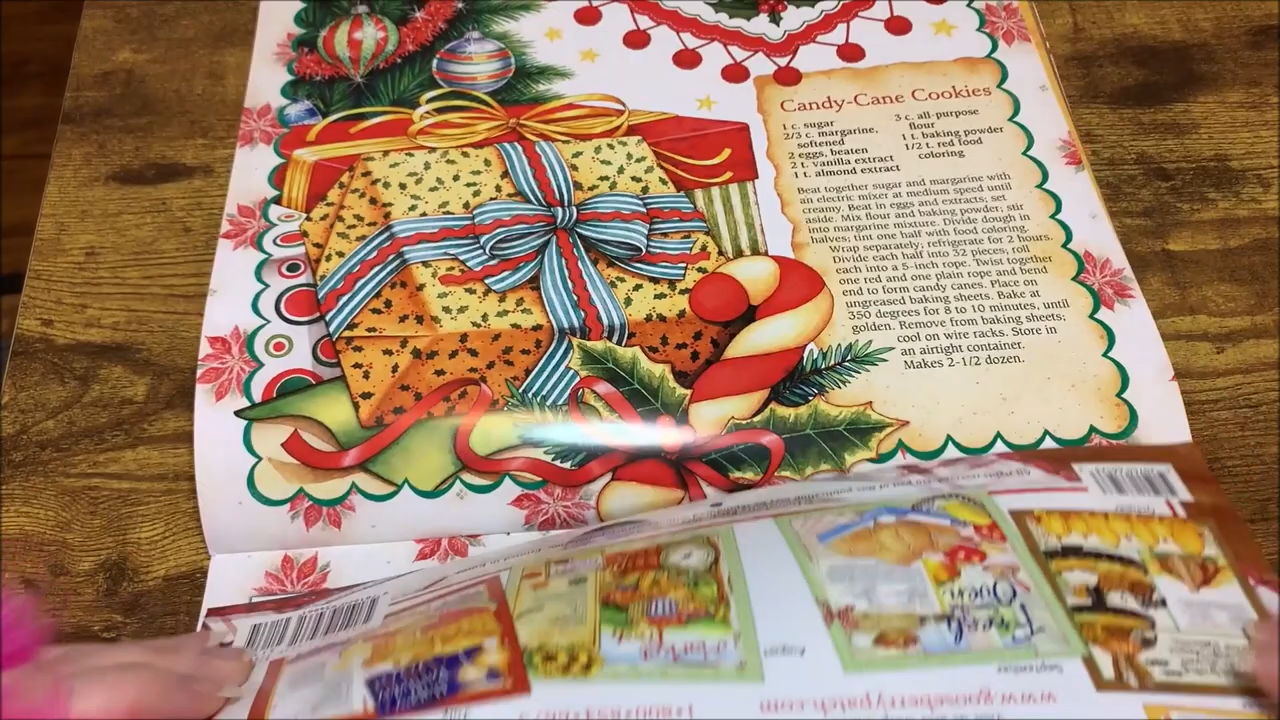 Candy-Cane Cookies
1 c. sugar
2/3 c. margarine,
softened
2 eggs, beaten
2 t. vanilla extract
1 t. almond extract
3 c. all-purpose
flour
1 t. baking powder
1/2 t. red food
coloring
Beat together sugar and margarine with
an electric mixer at medium speed until
creamy. Beat in eggs and extracts; set
aside. Mix flour and baking powder; stir
into margarine mixture. Divide dough in
halves; tint one half with food coloring.
Wrap separately; refrigerate for 2 hours.
Divide each half into 32 pieces; roll
each into a 5-inch rope. Twist together
one red and one plain rope and bend
end to form candy canes. Place on
ungreased baking sheets. Bake at
350 degrees for 8 to 10 minutes, until
golden. Remove from baking sheets;
cool on wire racks. Store in
an airtight container.
Makes 2-1/2 dozen.
Fresh
Oven
August
September
www.gooseberrypatch.com